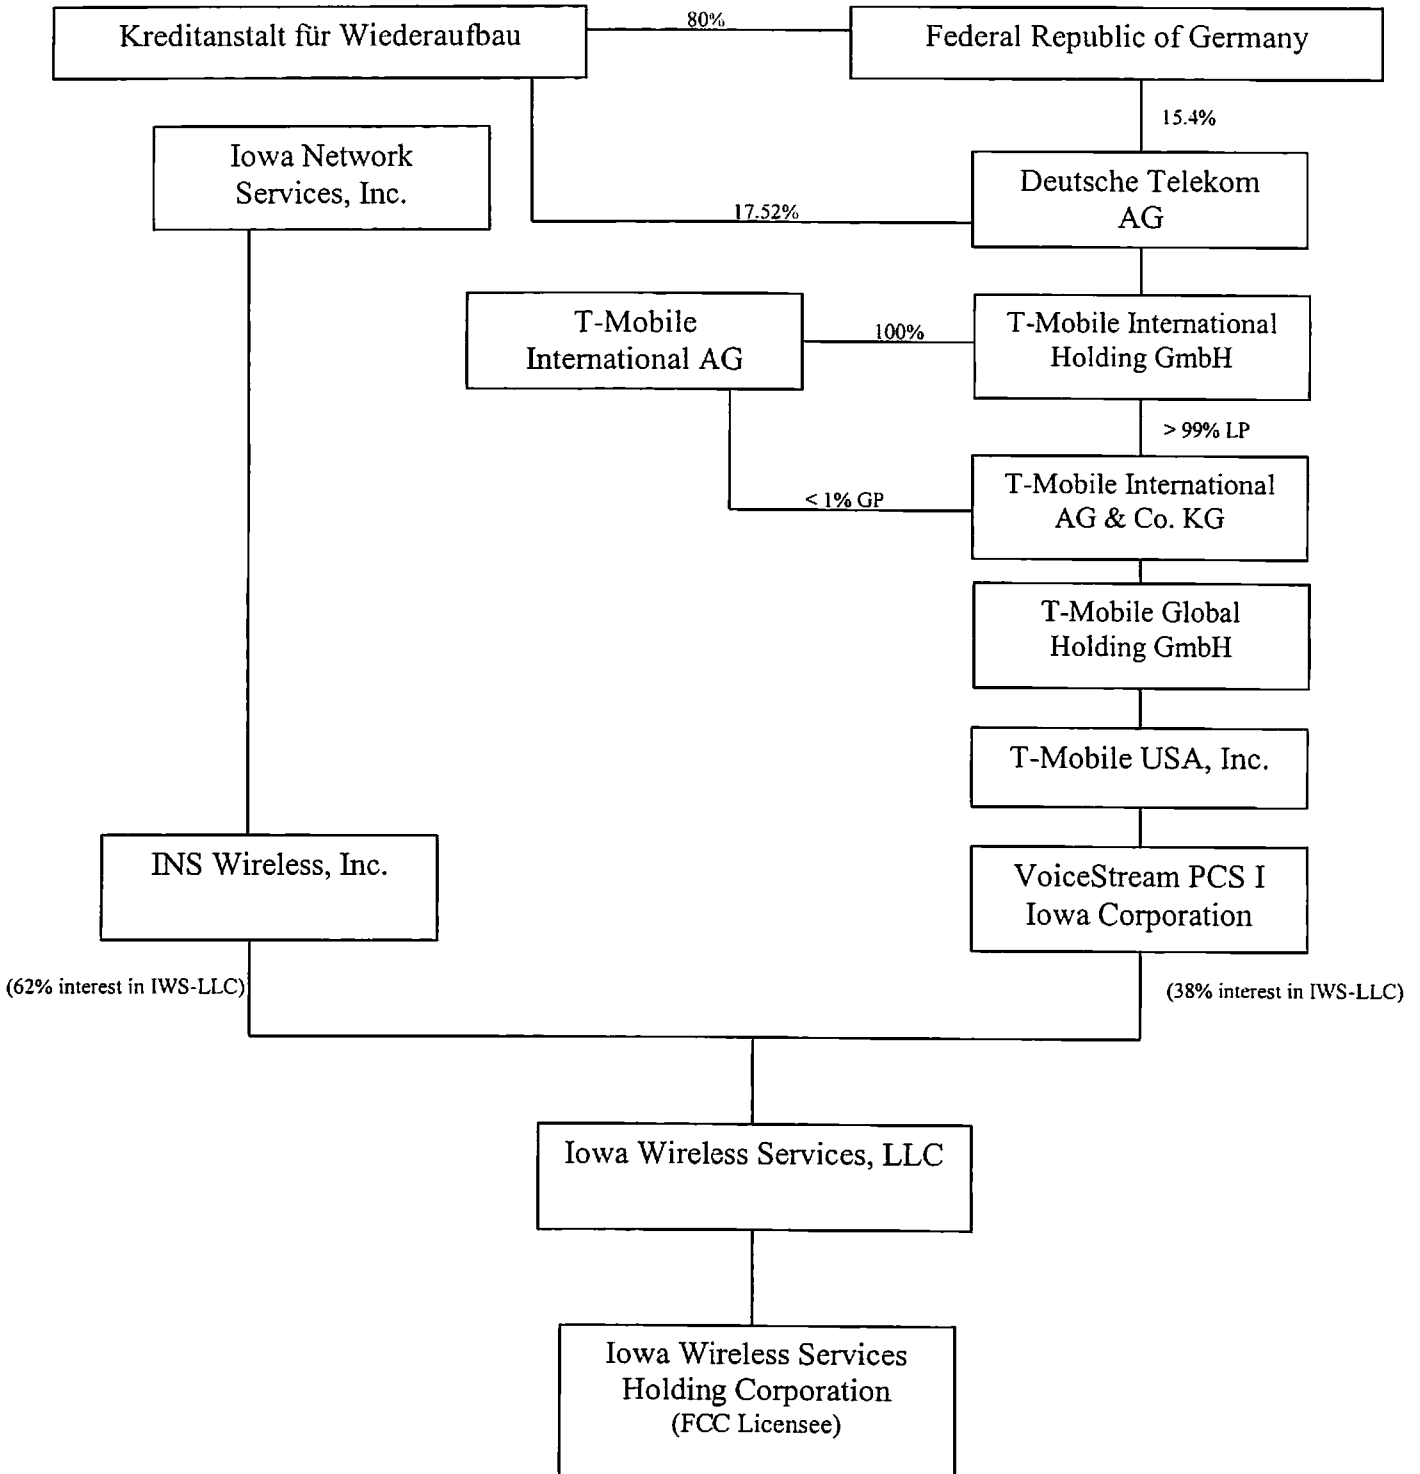 Kreditanstalt für Wiederaufbau
80%
Federal Republic of Germany
15.4%
Iowa Network
Services, Inc.
Deutsche Telekom
AG
17.52%
T-Mobile
International AG
100%
T-Mobile International
Holding GmbH
> 99% LP
< 1% GP
T-Mobile International
AG & Co. KG
T-Mobile Global
Holding GmbH
T-Mobile USA, Inc.
INS Wireless, Inc.
VoiceStream PCS I
Iowa Corporation
(62% interest in IWS-LLC)
(38% interest in IWS-LLC)
Iowa Wireless Services, LLC
Iowa Wireless Services
Holding Corporation
(FCC Licensee)